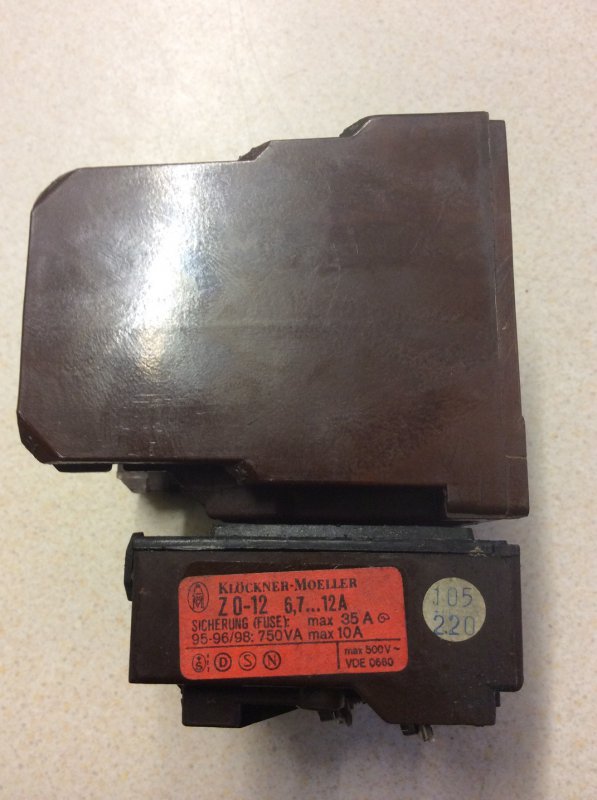 KLÖCKNER-MOELLER
Z 0-12 6,7...12A
SICHERUNG (FUSE): max 35 A
95-96/98: 750VA max 10A
D S N
max 500V~
VDE 0660
105
220